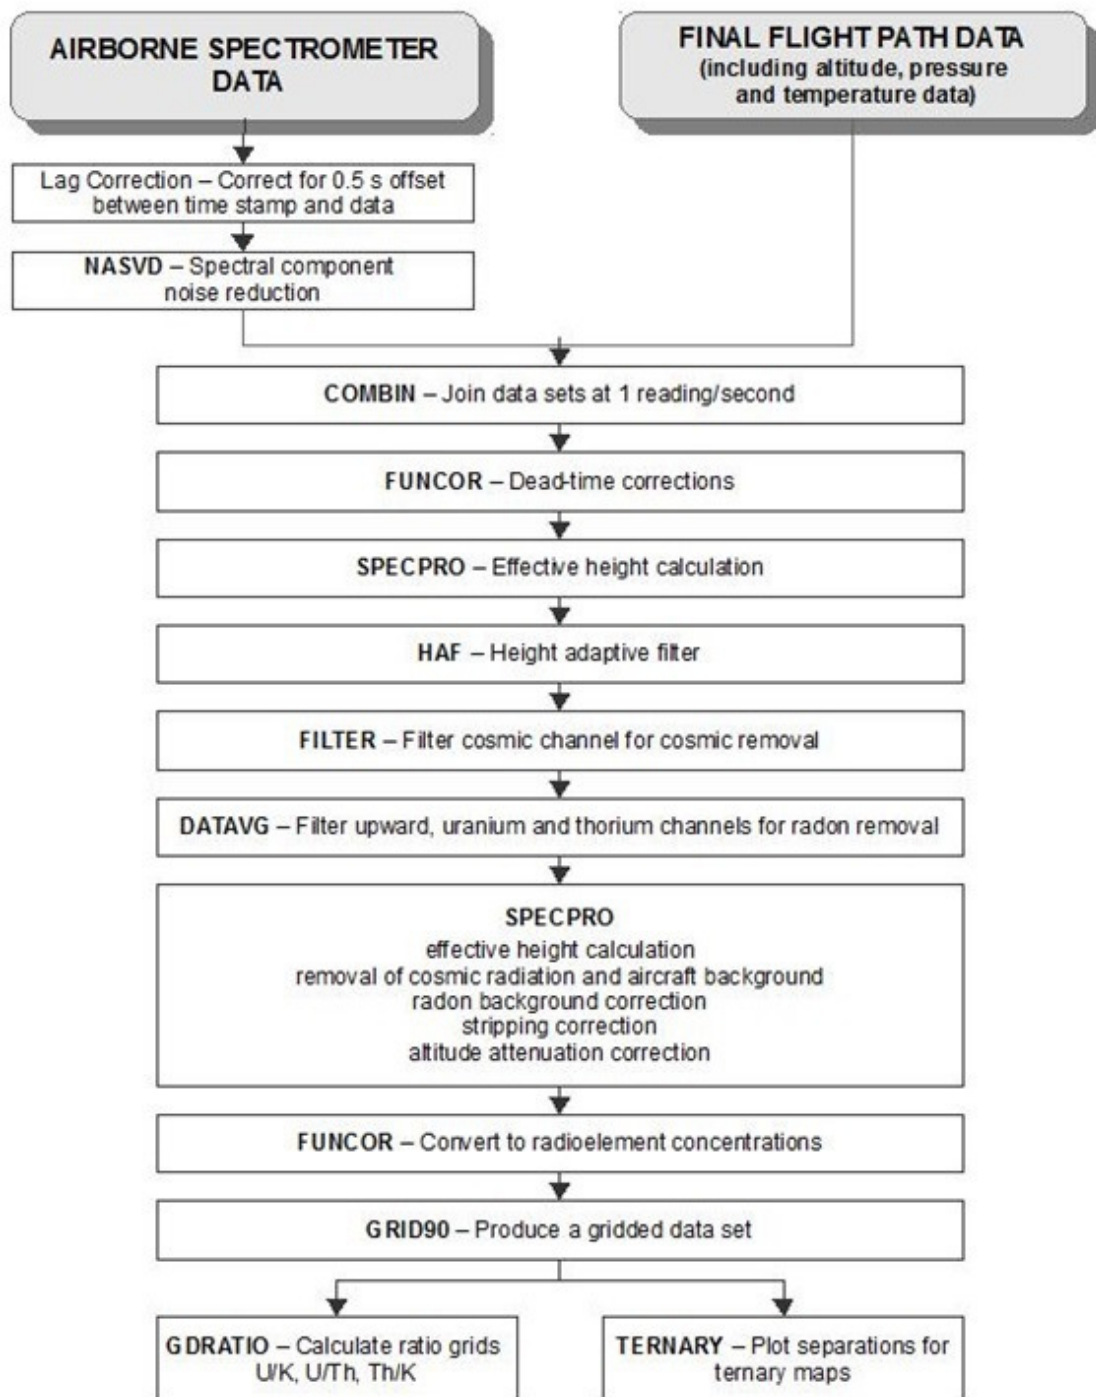 AIRBORNE SPECTROMETER
DATA
FINAL FLIGHT PATH DATA
(including altitude, pressure
and temperature data)
Lag Correction – Correct for 0.5 s offset
between time stamp and data
NASVD – Spectral component
noise reduction
COMBIN – Join data sets at 1 reading/second
FUNCOR – Dead-time corrections
SPECPRO – Effective height calculation
HAF – Height adaptive filter
FILTER – Filter cosmic channel for cosmic removal
DATAVG – Filter upward, uranium and thorium channels for radon removal
SPECPRO
effective height calculation
removal of cosmic radiation and aircraft background
radon background correction
stripping correction
altitude attenuation correction
FUNCOR – Convert to radioelement concentrations
GRID90 – Produce a gridded data set
GDRATIO – Calculate ratio grids
U/K, U/Th, Th/K
TERNARY – Plot separations for
ternary maps